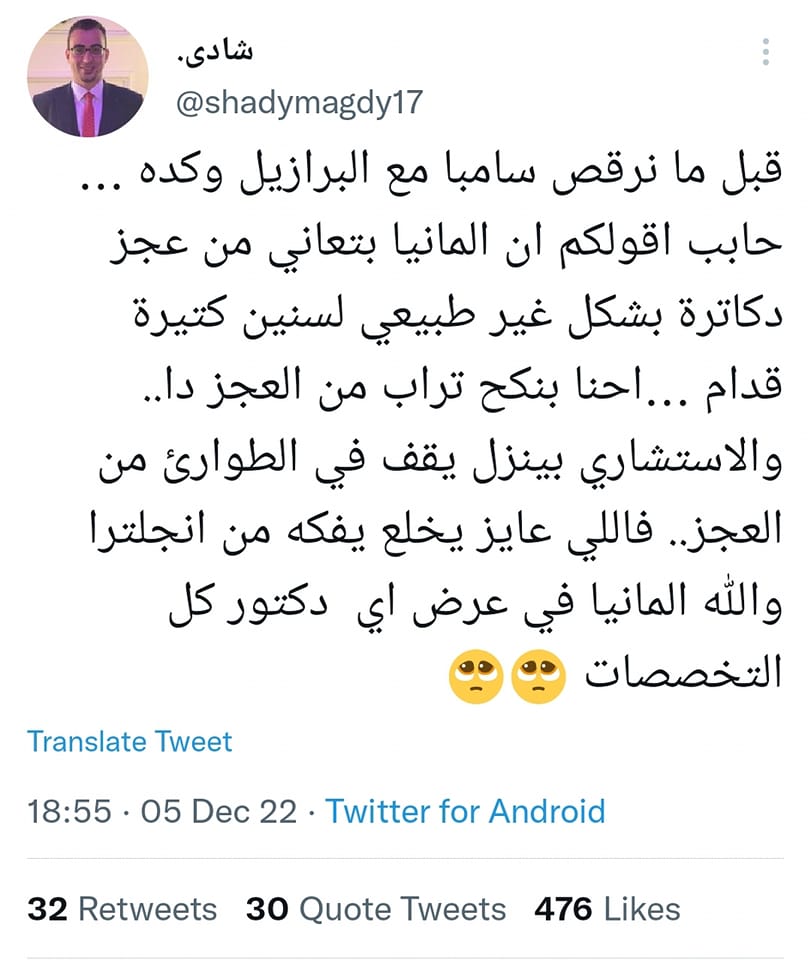 شادى.
@shadymagdy17
قبل ما نرقص سامبا مع البرازيل وكده ...
حابب اقولكم ان المانيا بتعاني من عجز
دكاترة بشكل غير طبيعي لسنين كتيرة
قدام ...احنا بنكح تراب من العجز دا..
والاستشاري بينزل يقف في الطوارئ من
العجز.. فاللي عايز يخلع يفكه من انجلترا
والله المانيا في عرض اي دكتور كل
التخصصات 🥺🥺
Translate Tweet
18:55 · 05 Dec 22 · Twitter for Android
32 Retweets 30 Quote Tweets 476 Likes